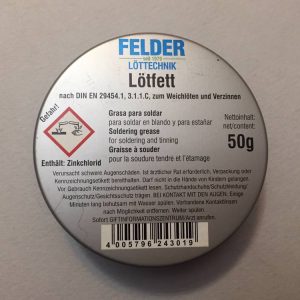 FELDER
seit 1979
LÖTTECHNIK
Lötfett
nach DIN EN 29454.1, 3.1.1.C, zum Weichlöten und Verzinnen
Gefahr!
Grasa para soldar
para soldar en blando y para estañar
Soldering grease
for soldering and tinning
Graisse à souder
pour la soudure tendre et l'étamage
Nettoinhalt:
net/content:
50g
Enthält: Zinkchlorid
Verursacht schwere Augenschäden. Ist ärztlicher Rat erforderlich, Verpackung oder
Kennzeichnungsetikett bereithalten. Darf nicht in die Hände von Kindern gelangen.
Vor Gebrauch Kennzeichnungsetikett lesen. Schutzhandschuhe/Schutzkleidung/
Augenschutz/Gesichtsschutz tragen. BEI KONTAKT MIT DEN AUGEN: Einige
Minuten lang behutsam mit Wasser spülen. Vorhandene Kontaktlinsen
nach Möglichkeit entfernen. Weiter spülen.
Sofort GIFTINFORMATIONSZENTRUM/Arzt anrufen.
4 005796 243019